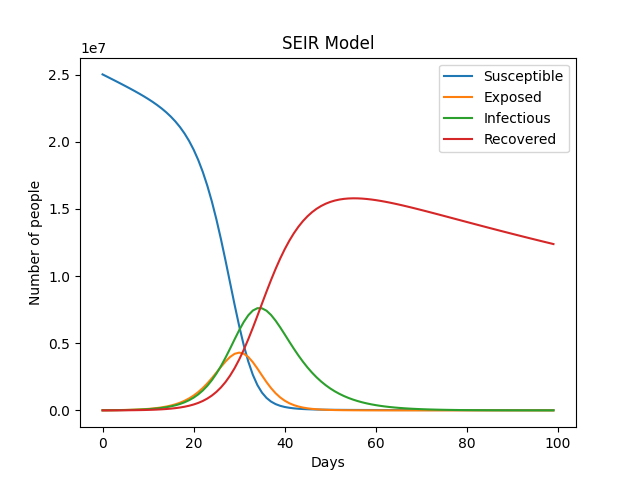 SEIR Model
1e7
2.5
2.0
1.5
1.0
0.5
0.0
Number of people
0
20
40
60
80
100
Days
Susceptible
Exposed
Infectious
Recovered